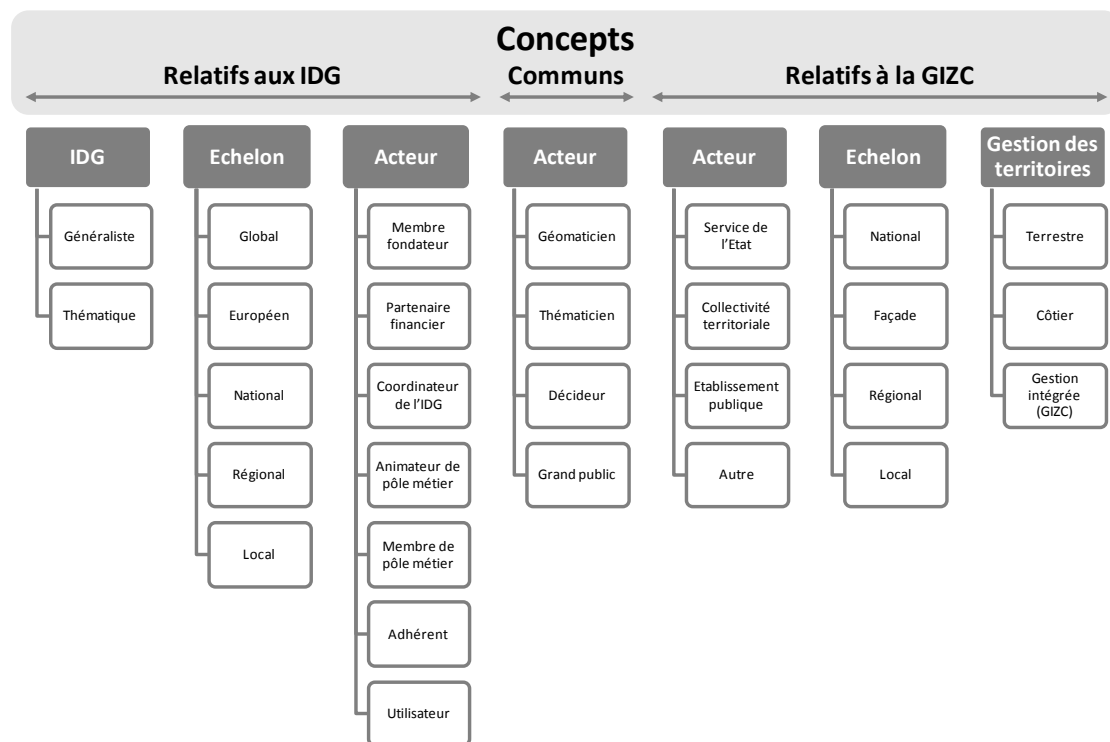 Concepts
Relatifs aux IDG
Communs
Relatifs à la GIZC
IDG
Généraliste
Thématique
Echelon
Global
Européen
National
Régional
Local
Acteur
Membre
fondateur
Partenaire
financier
Coordinateur
de l'IDG
Animateur de
pôle métier
Membre de
pôle métier
Adhérent
Utilisateur
Acteur
Géomaticien
Thématicien
Décideur
Grand public
Acteur
Service de
l'Etat
Collectivité
territoriale
Etablissement
publique
Autre
Echelon
National
Façade
Régional
Local
Gestion des
territoires
Terrestre
Côtier
Gestion
intégrée
(GIZC)